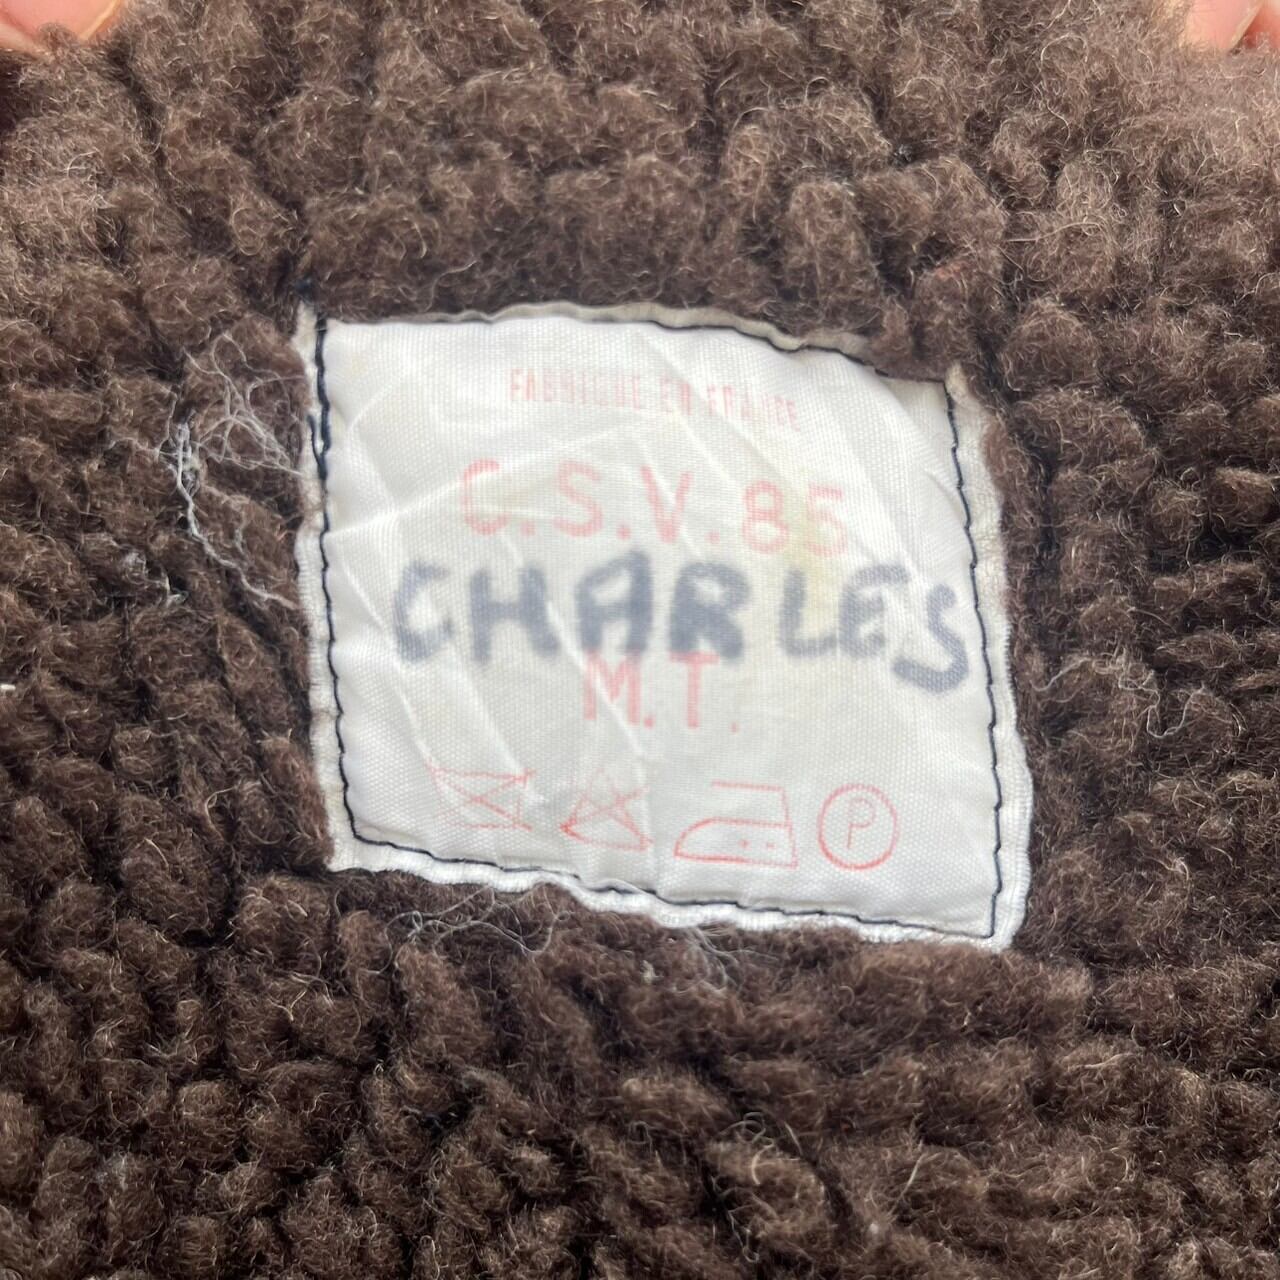 FABRIQUE EN FRANCE
C.S.V. 85
CHARLES
M.T.
P